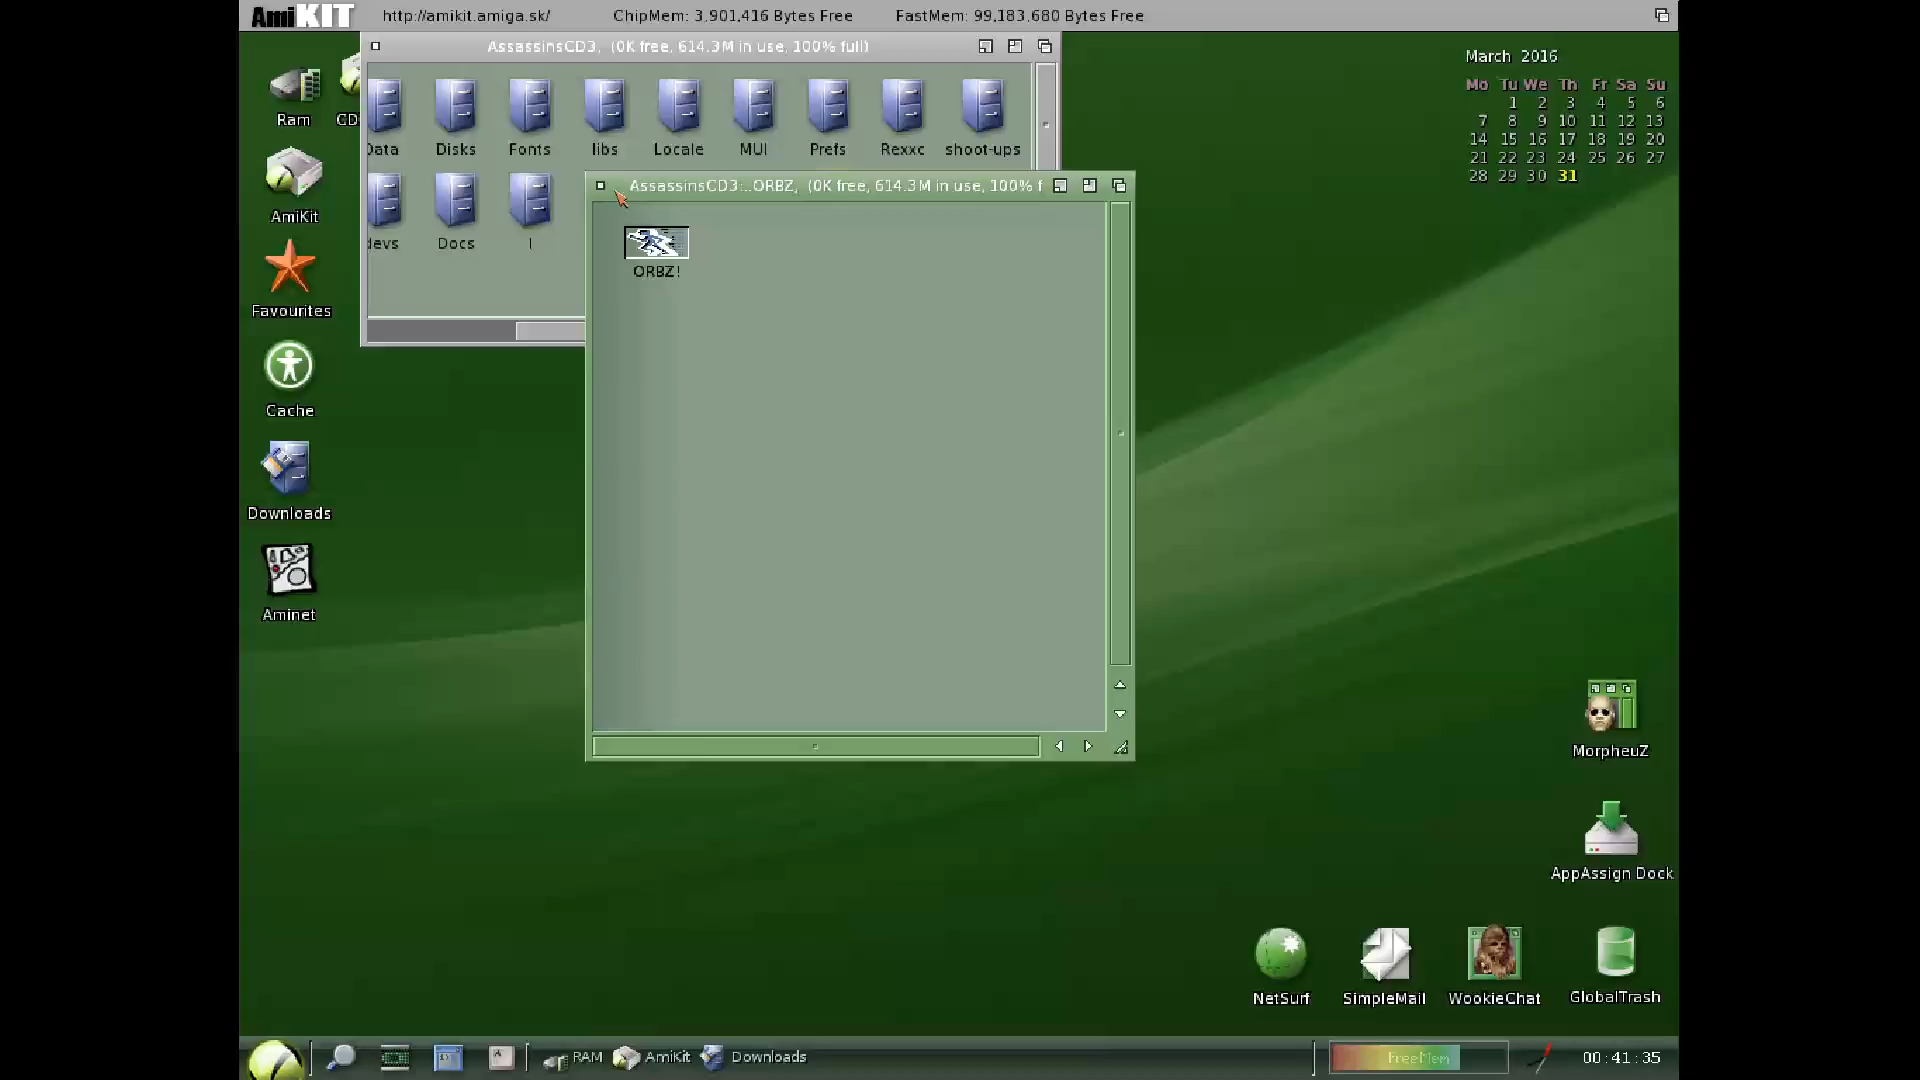 AmiKIT http://amikit.amiga.sk/ ChipMem: 3,901,416 Bytes Free FastMem: 99,183,680 Bytes Free
AssassinsCD3, (0K free, 614.3M in use, 100% full)
Data Disks Fonts libs Locale MUI Prefs Rexxc shoot-ups
devs Docs l
AssassinsCD3:..ORBZ, (0K free, 614.3M in use, 100% f
ORBZ!
Ram
CD
AmiKit
Favourites
Cache
Downloads
Aminet
March 2016
Mo Tu We Th Fr Sa Su
1 2 3 4 5 6
7 8 9 10 11 12 13
14 15 16 17 18 19 20
21 22 23 24 25 26 27
28 29 30 31
MorpheuZ
AppAssign Dock
NetSurf SimpleMail WookieChat GlobalTrash
RAM AmiKit Downloads FreeMem 00:41:35